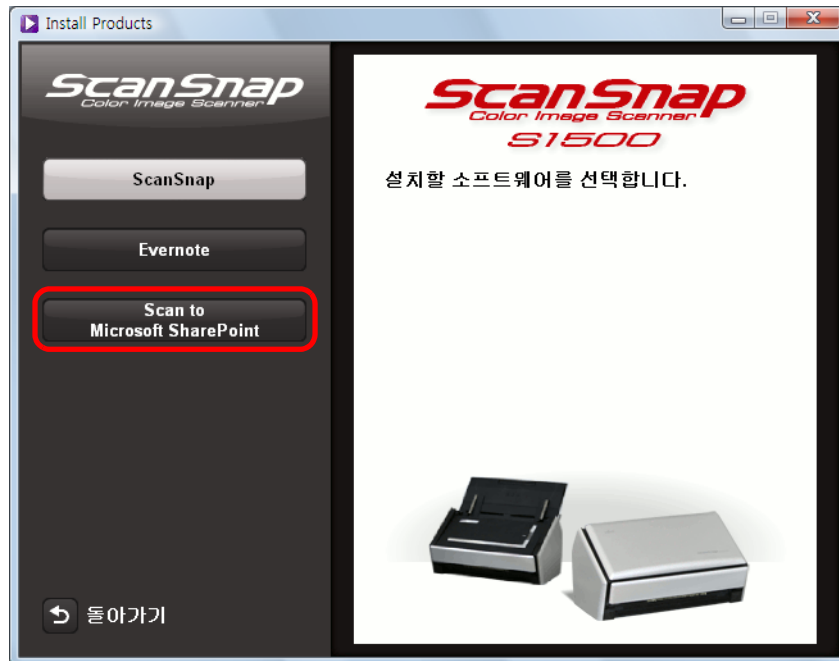 Install Products
ScanSnap
Color Image Scanner
ScanSnap
Evernote
Scan to
Microsoft SharePoint
돌아가기
ScanSnap
Color Image Scanner
S1500
설치할 소프트웨어를 선택합니다.